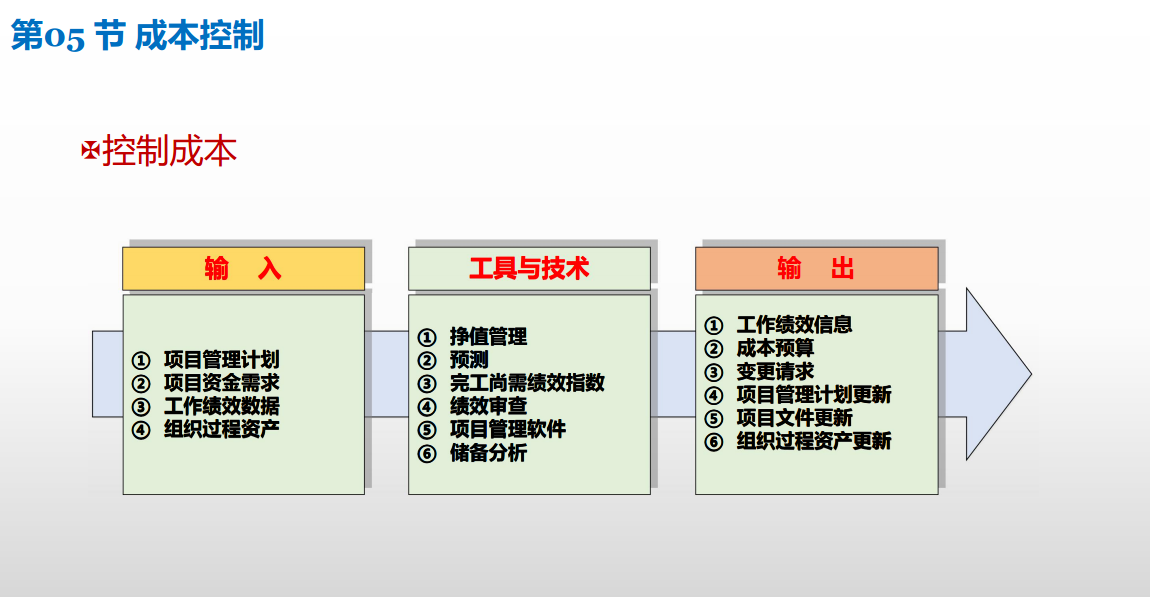 第05 节 成本控制
✠控制成本
输 入
① 项目管理计划
② 项目资金需求
③ 工作绩效数据
④ 组织过程资产
工具与技术
① 挣值管理
② 预测
③ 完工尚需绩效指数
④ 绩效审查
⑤ 项目管理软件
⑥ 储备分析
输 出
① 工作绩效信息
② 成本预算
③ 变更请求
④ 项目管理计划更新
⑤ 项目文件更新
⑥ 组织过程资产更新